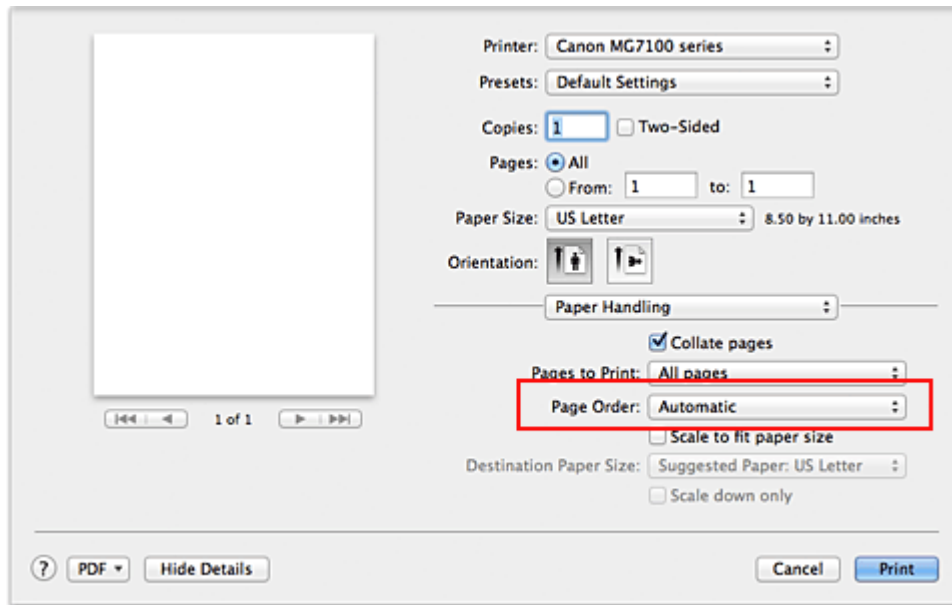 Printer: Canon MG7100 series
Presets: Default Settings
Copies: 1 Two-Sided
Pages: All
From: 1 to: 1
Paper Size: US Letter 8.50 by 11.00 inches
Orientation:
Paper Handling
Collate pages
Pages to Print: All pages
1 of 1
Page Order: Automatic
Scale to fit paper size
Destination Paper Size: Suggested Paper: US Letter
Scale down only
? PDF Hide Details Cancel Print